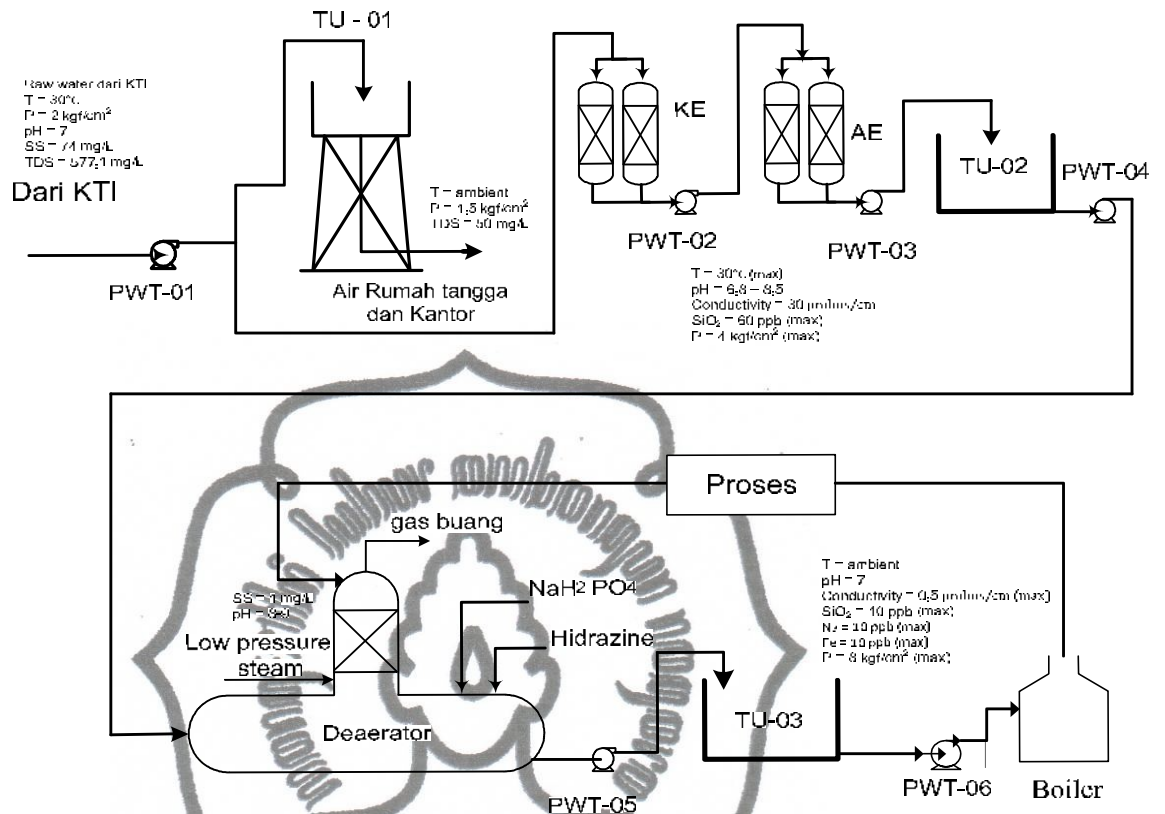 TU - 01
Raw water dari KTI
T = 30°C
P = 2 kgf/cm²
pH = 7
SS = 74 mg/L
TDS = 577,1 mg/L
Dari KTI
PWT-01
T = ambient
P = 1,5 kgf/cm²
TDS = 50 mg/L
Air Rumah tangga
dan Kantor
KE
PWT-02
AE
PWT-03
TU-02
PWT-04
T = 30°C (max)
pH = 6,8 – 8,5
Conductivity = 30 µmhus/cm
SiO₂ = 60 ppb (max)
P = 4 kgf/cm² (max)
Proses
gas buang
NaH2 PO4
Hidrazine
SS = 1 mg/L
pH =
Low pressure
steam
Deaerator
PWT-05
TU-03
T = ambient
pH = 7
Conductivity = 0,5 µmhus/cm (max)
SiO₂ = 10 ppb (max)
Na = 10 ppb (max)
Fe = 10 ppb (max)
P = 8 kgf/cm² (max)
PWT-06
Boiler